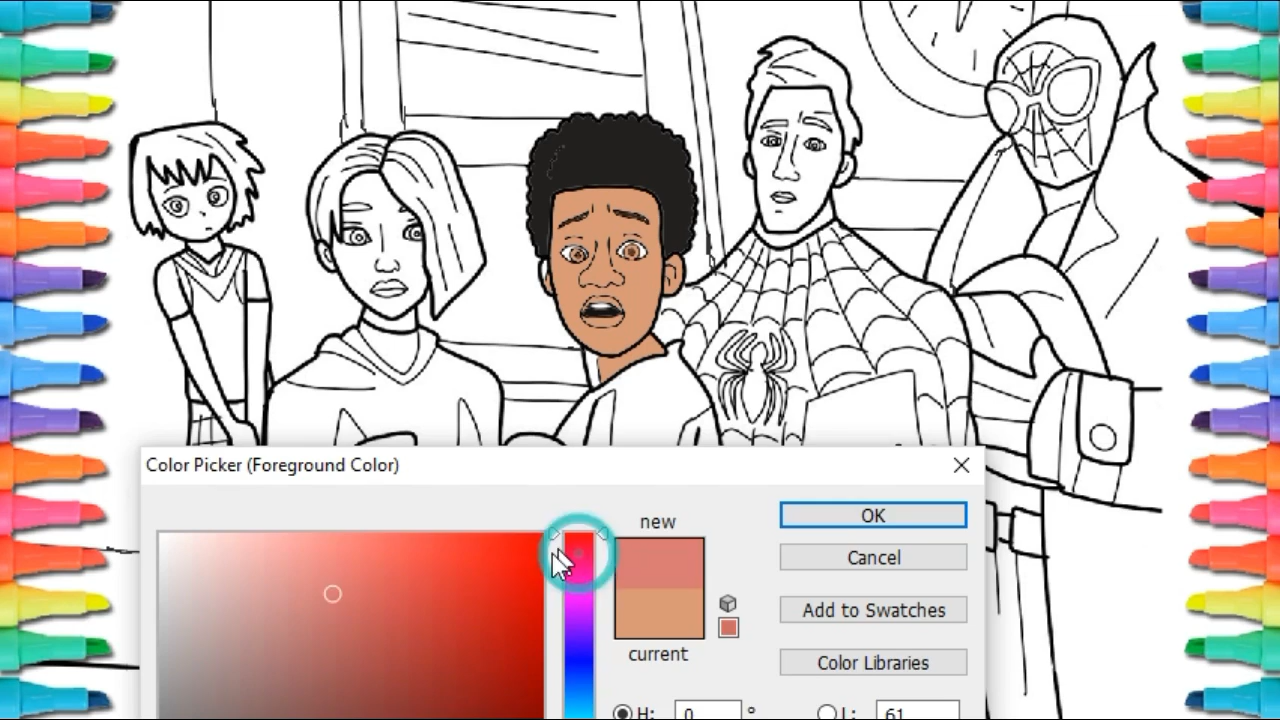 Color Picker (Foreground Color)
new
current
OK
Cancel
Add to Swatches
Color Libraries
H: 0 °
L: 61